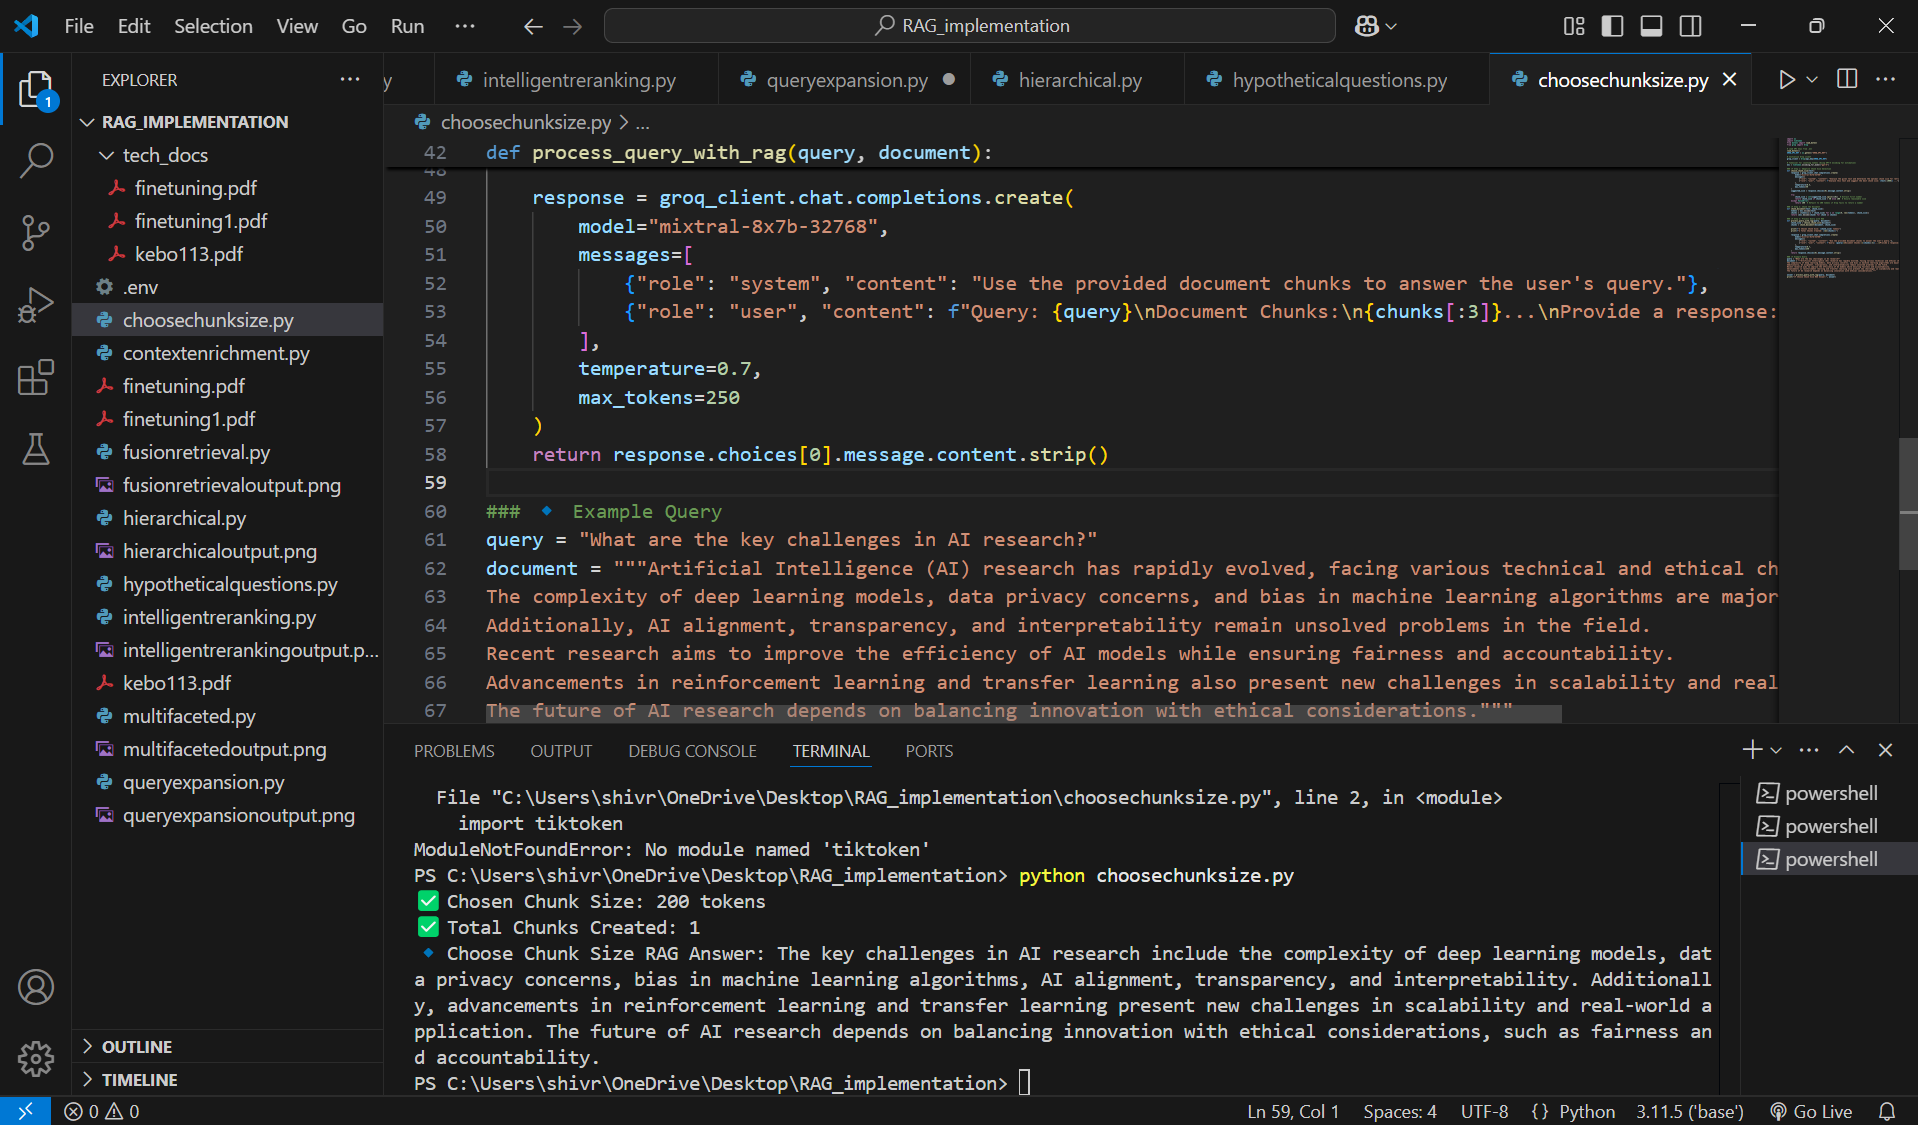 File Edit Selection View Go Run ··· RAG_implementation
EXPLORER ···
y intelligentreranking.py queryexpansion.py hierarchical.py hypotheticalquestions.py choosechunksize.py
RAG_IMPLEMENTATION
tech_docs
finetuning.pdf
finetuning1.pdf
kebo113.pdf
.env
choosechunksize.py
contextenrichment.py
finetuning.pdf
finetuning1.pdf
fusionretrieval.py
fusionretrievaloutput.png
hierarchical.py
hierarchicaloutput.png
hypotheticalquestions.py
intelligentreranking.py
intelligentrerankingoutput.p...
kebo113.pdf
multifaceted.py
multifacetedoutput.png
queryexpansion.py
queryexpansionoutput.png
OUTLINE
TIMELINE
choosechunksize.py > ...
42 def process_query_with_rag(query, document):
48
49 response = groq_client.chat.completions.create(
50 model="mixtral-8x7b-32768",
51 messages=[
52 {"role": "system", "content": "Use the provided document chunks to answer the user's query."},
53 {"role": "user", "content": f"Query: {query}\nDocument Chunks:\n{chunks[:3]}...\nProvide a response:
54 ],
55 temperature=0.7,
56 max_tokens=250
57 )
58 return response.choices[0].message.content.strip()
59
60 ### 🔹 Example Query
61 query = "What are the key challenges in AI research?"
62 document = """Artificial Intelligence (AI) research has rapidly evolved, facing various technical and ethical ch
63 The complexity of deep learning models, data privacy concerns, and bias in machine learning algorithms are major
64 Additionally, AI alignment, transparency, and interpretability remain unsolved problems in the field.
65 Recent research aims to improve the efficiency of AI models while ensuring fairness and accountability.
66 Advancements in reinforcement learning and transfer learning also present new challenges in scalability and real
67 The future of AI research depends on balancing innovation with ethical considerations."""
PROBLEMS OUTPUT DEBUG CONSOLE TERMINAL PORTS
File "C:\Users\shivr\OneDrive\Desktop\RAG_implementation\choosechunksize.py", line 2, in <module>
import tiktoken
ModuleNotFoundError: No module named 'tiktoken'
PS C:\Users\shivr\OneDrive\Desktop\RAG_implementation> python choosechunksize.py
✅ Chosen Chunk Size: 200 tokens
✅ Total Chunks Created: 1
🔹 Choose Chunk Size RAG Answer: The key challenges in AI research include the complexity of deep learning models, dat
a privacy concerns, bias in machine learning algorithms, AI alignment, transparency, and interpretability. Additionall
y, advancements in reinforcement learning and transfer learning present new challenges in scalability and real-world a
pplication. The future of AI research depends on balancing innovation with ethical considerations, such as fairness an
d accountability.
PS C:\Users\shivr\OneDrive\Desktop\RAG_implementation>
powershell
powershell
powershell
1
0 0 Ln 59, Col 1 Spaces: 4 UTF-8 {} Python 3.11.5 ('base') Go Live